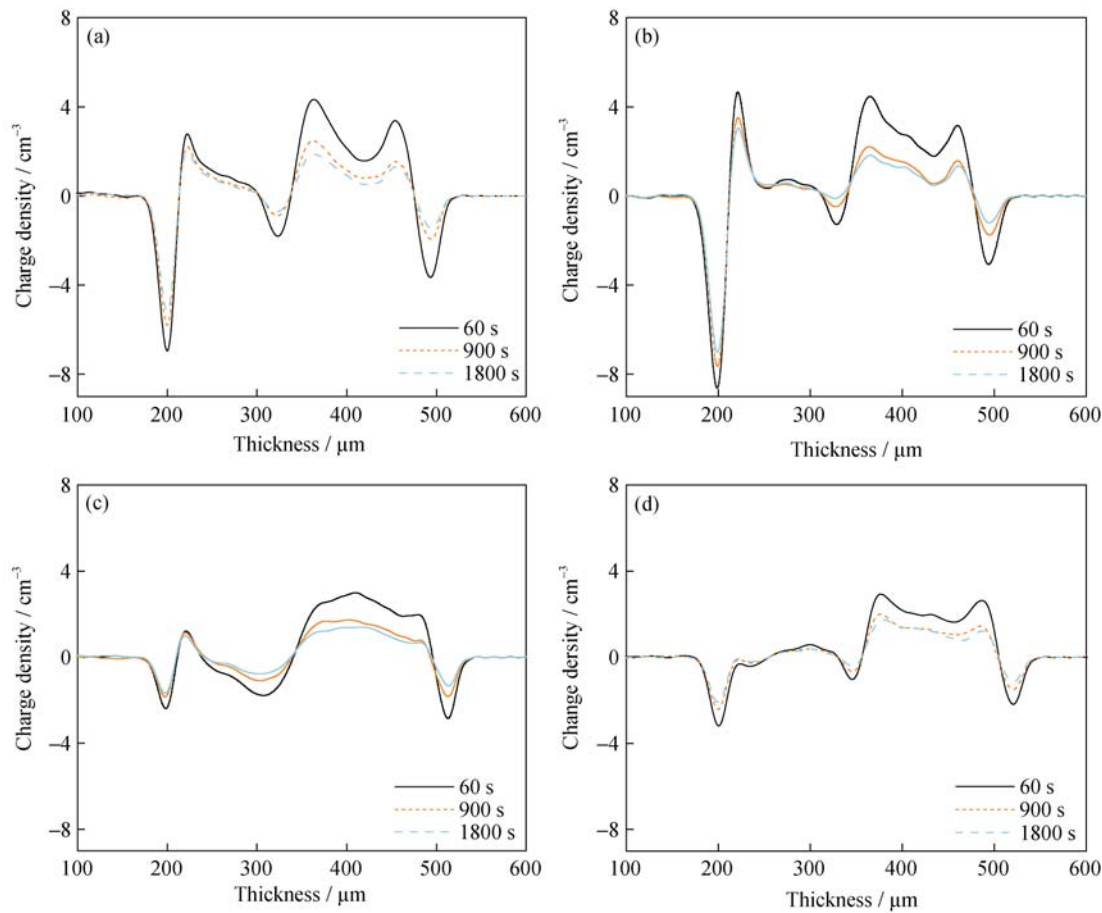 (a)
8
4
0
−4
−8
Charge density / cm⁻³
60 s
900 s
1800 s
100 200 300 400 500 600
Thickness / μm
(b)
8
4
0
−4
−8
Charge density / cm⁻³
60 s
900 s
1800 s
100 200 300 400 500 600
Thickness / μm
(c)
8
4
0
−4
−8
Charge density / cm⁻³
60 s
900 s
1800 s
100 200 300 400 500 600
Thickness / μm
(d)
8
4
0
−4
−8
Change density / cm⁻³
60 s
900 s
1800 s
100 200 300 400 500 600
Thickness / μm